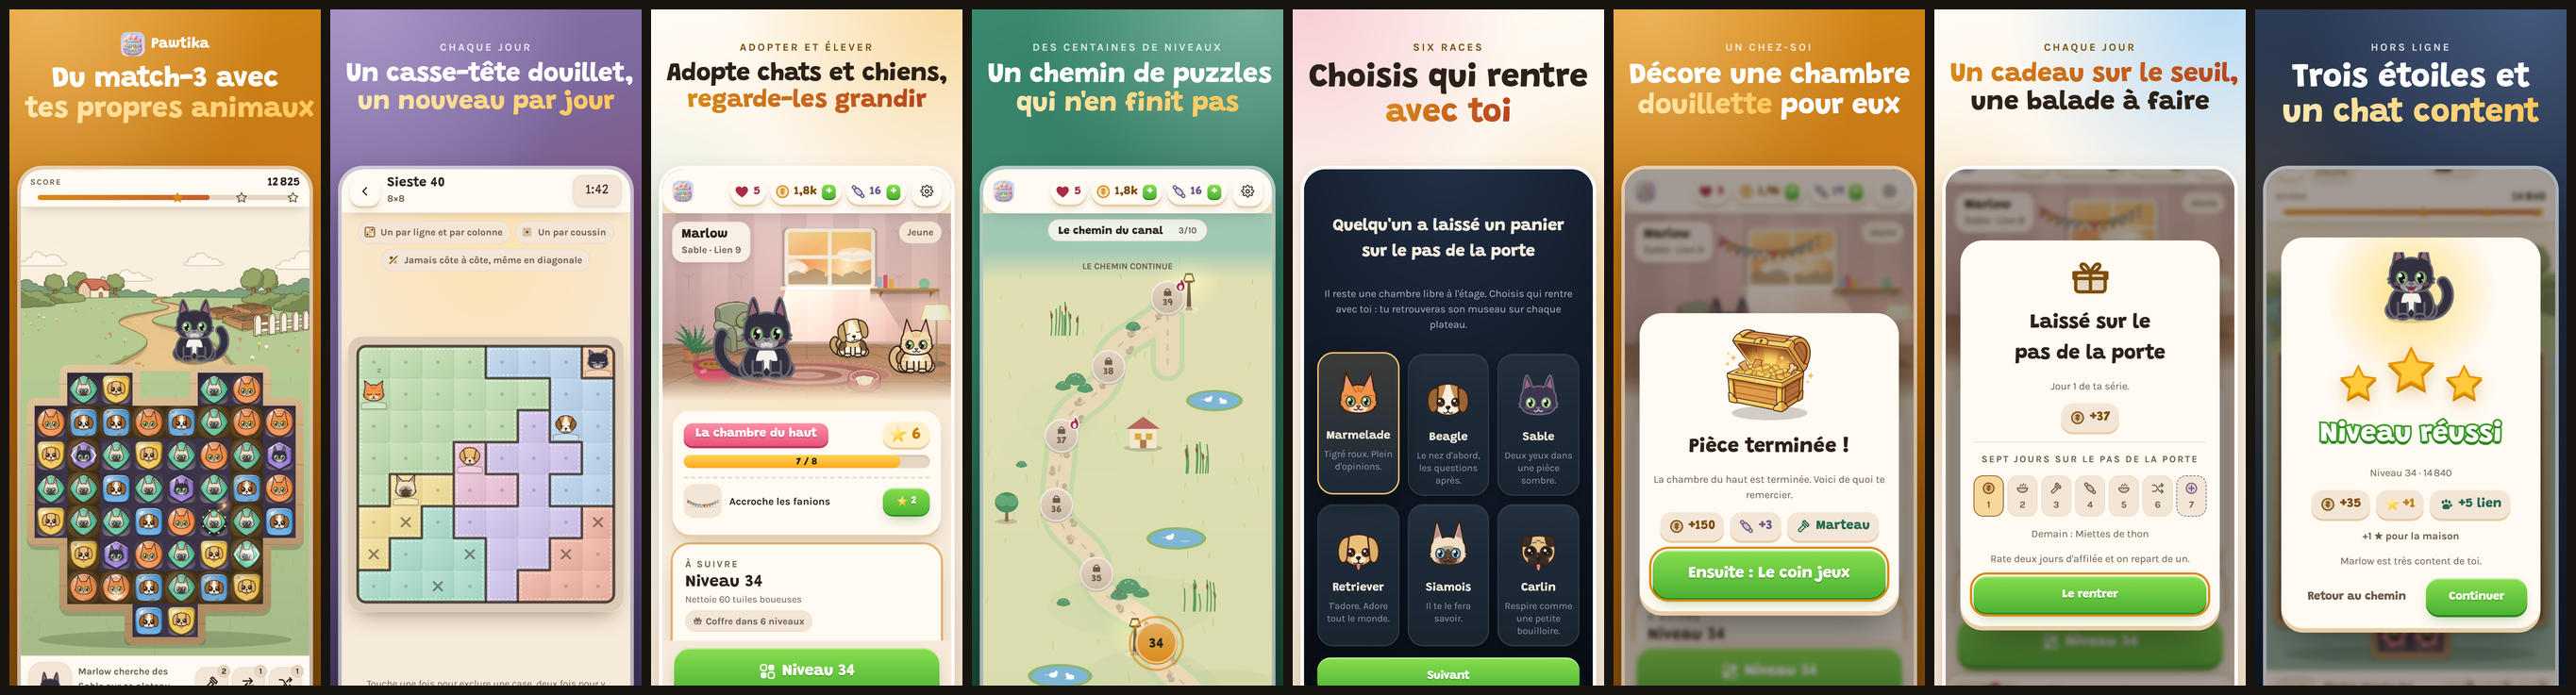 Pawtika
Du match-3 avec
tes propres animaux
SCORE
12 825
Marlow cherche des
2
1
1
CHAQUE JOUR
Un casse-tête douillet,
un nouveau par jour
Sieste 40
8×8
1:42
Un par ligne et par colonne
Un par coussin
Jamais côte à côte, même en diagonale
2
ADOPTER ET ÉLEVER
Adopte chats et chiens,
regarde-les grandir
5
1,8k
16
Marlow
Sable · Lien 9
Jeune
La chambre du haut
6
7 / 8
Accroche les fanions
2
À SUIVRE
Niveau 34
Nettoie 60 tuiles boueuses
Coffre dans 6 niveaux
Niveau 34
DES CENTAINES DE NIVEAUX
Un chemin de puzzles
qui n'en finit pas
5
1,8k
16
Le chemin du canal
3/10
LE CHEMIN CONTINUE
39
38
37
36
35
34
SIX RACES
Choisis qui rentre
avec toi
Quelqu'un a laissé un panier
sur le pas de la porte
Il reste une chambre libre à l'étage. Choisis qui rentre
avec toi : tu retrouveras son museau sur chaque
plateau.
Marmelade
Tigré roux. Plein
d'opinions.
Beagle
Le nez d'abord,
les questions
après.
Sable
Deux yeux dans
une pièce
sombre.
Retriever
T'adore. Adore
tout le monde.
Siamois
Il te le fera
savoir.
Carlin
Respire comme
une petite
bouilloire.
Suivant
UN CHEZ-SOI
Décore une chambre
douillette pour eux
Marlow
Pièce terminée !
La chambre du haut est terminée. Voici de quoi te
remercier.
+150
+3
Marteau
Ensuite : Le coin jeux
Niveau 34
Niveau 34
CHAQUE JOUR
Un cadeau sur le seuil,
une balade à faire
Marlow
Laissé sur le
pas de la porte
Jour 1 de ta série.
+37
SEPT JOURS SUR LE PAS DE LA PORTE
1
2
3
4
5
6
7
Demain : Miettes de thon
Rate deux jours d'affilée et on repart de un.
Le rentrer
Niveau 34
HORS LIGNE
Trois étoiles et
un chat content
Niveau réussi
Niveau 34 · 14 840
+35
+1
+5 lien
+1 ★ pour la maison
Marlow est très content de toi.
Retour au chemin
Continuer